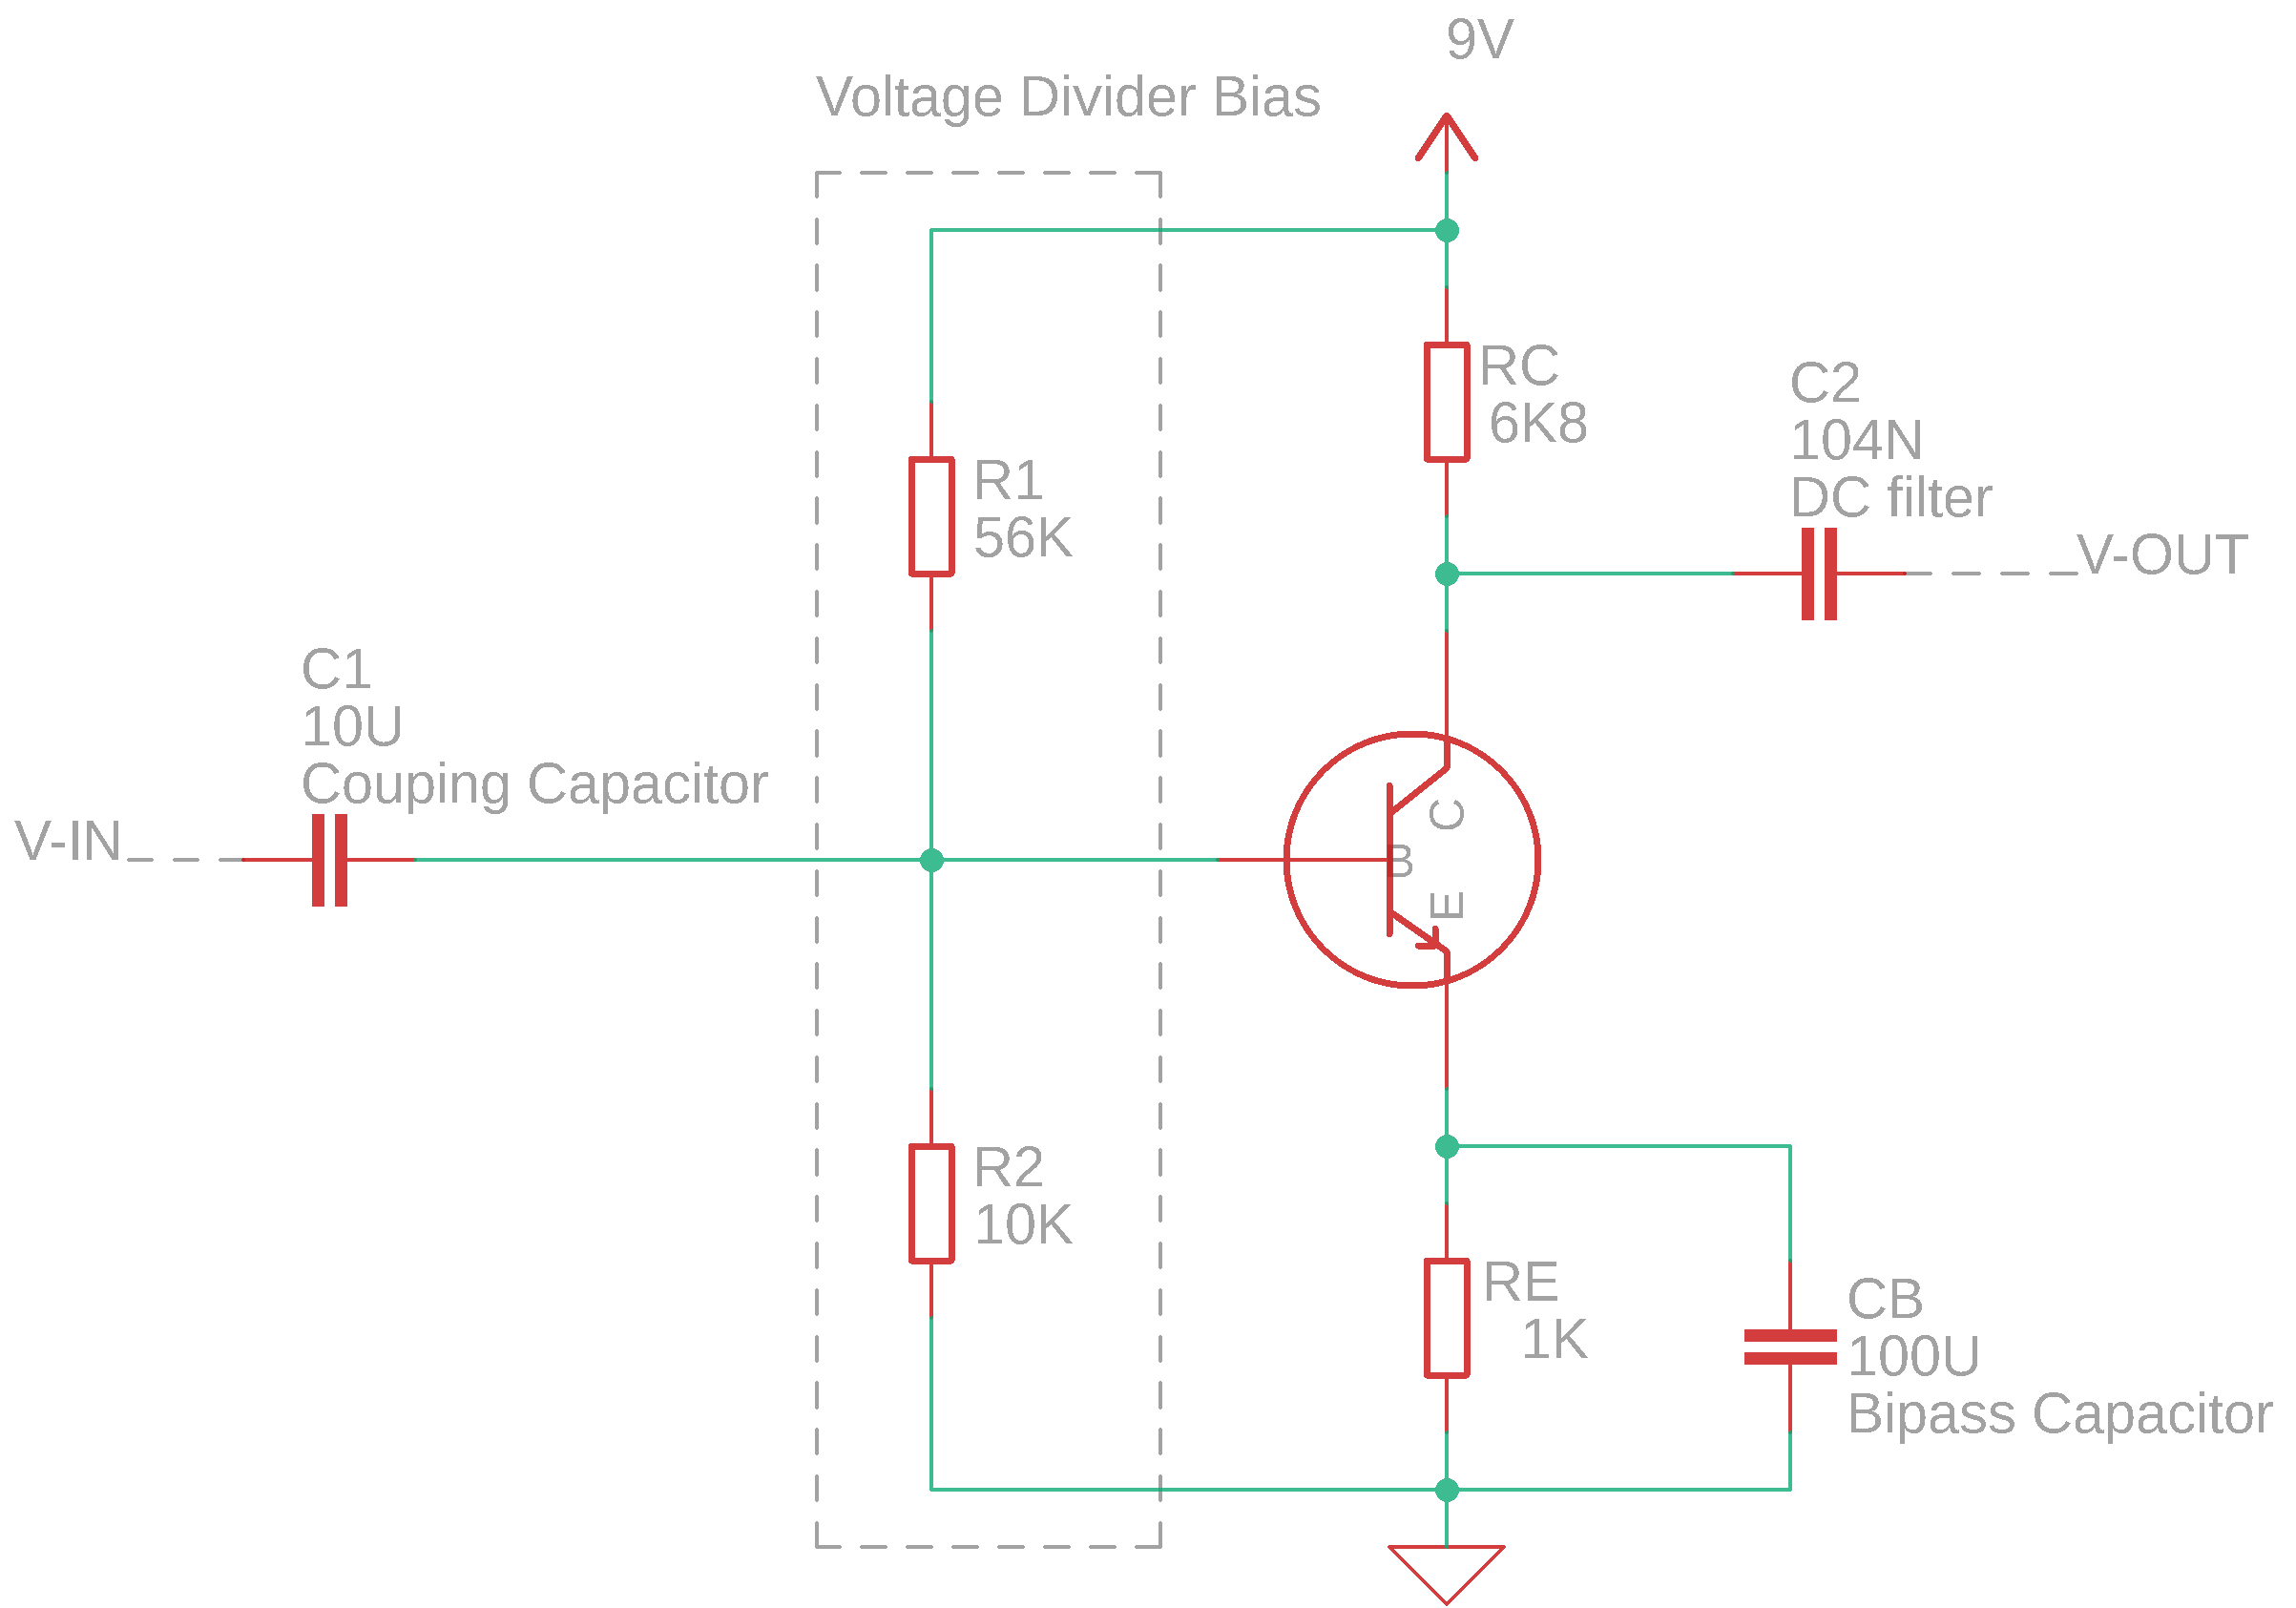 9V
Voltage Divider Bias
RC
6K8
C2
104N
DC filter
R1
56K
V-OUT
C1
10U
Couping Capacitor
V-IN
C
B
E
R2
10K
RE
1K
CB
100U
Bipass Capacitor